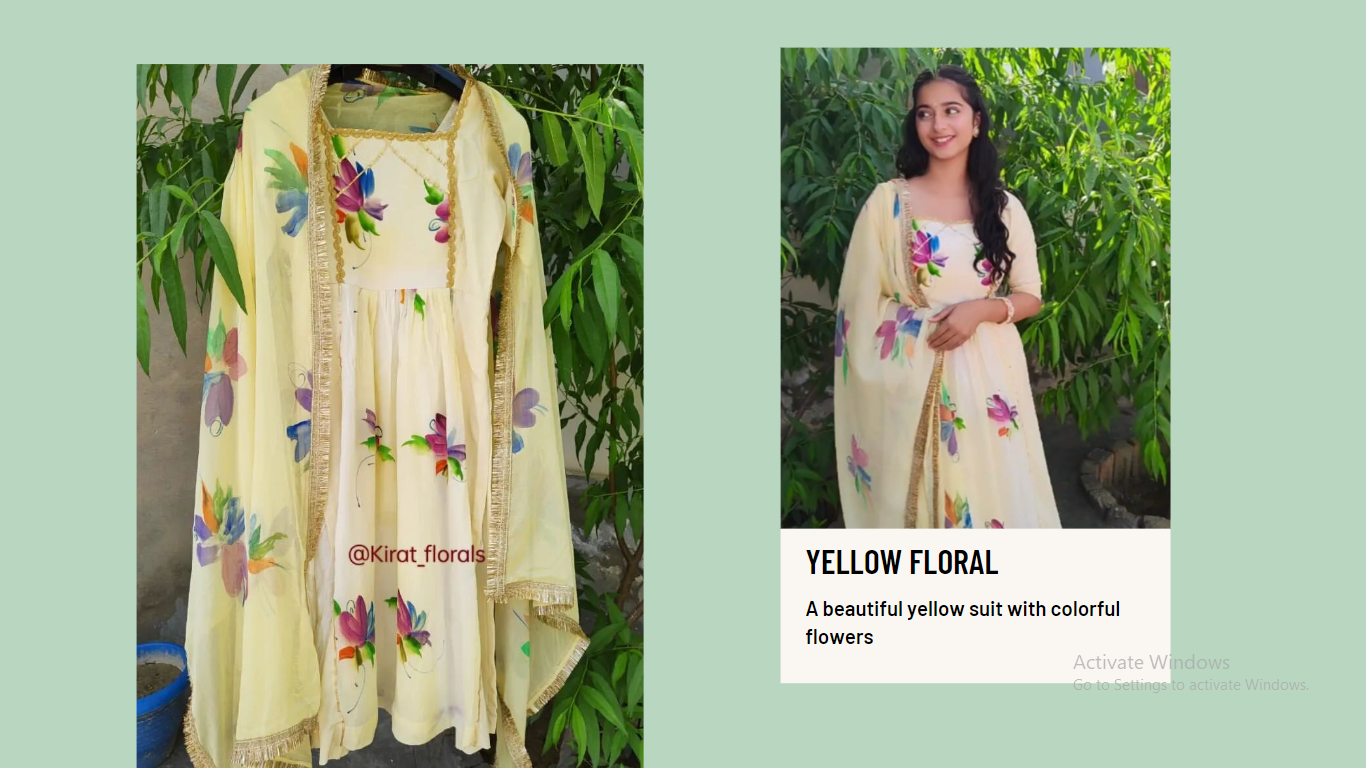 @Kirat_florals
YELLOW FLORAL
A beautiful yellow suit with colorful
flowers
Activate Windows
Go to Settings to activate Windows.